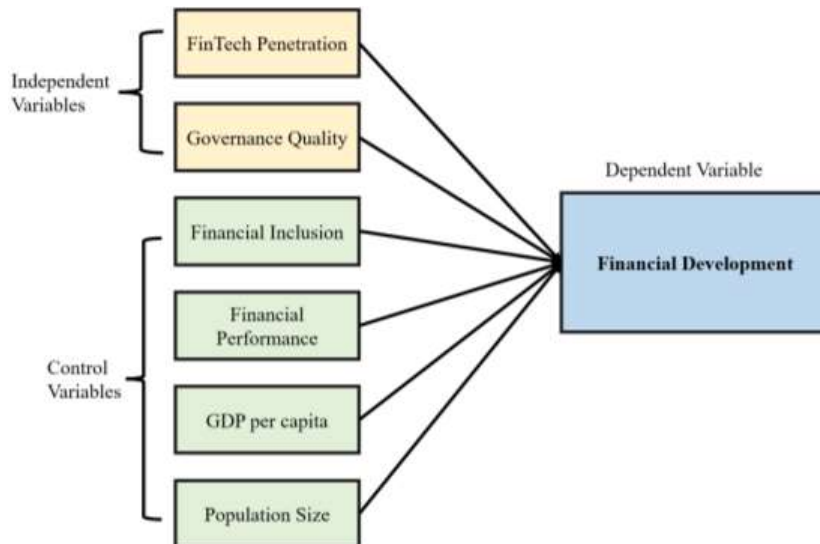 FinTech Penetration
Independent
Variables
Governance Quality
Dependent Variable
Financial Inclusion
Financial Development
Financial
Performance
Control
Variables
GDP per capita
Population Size